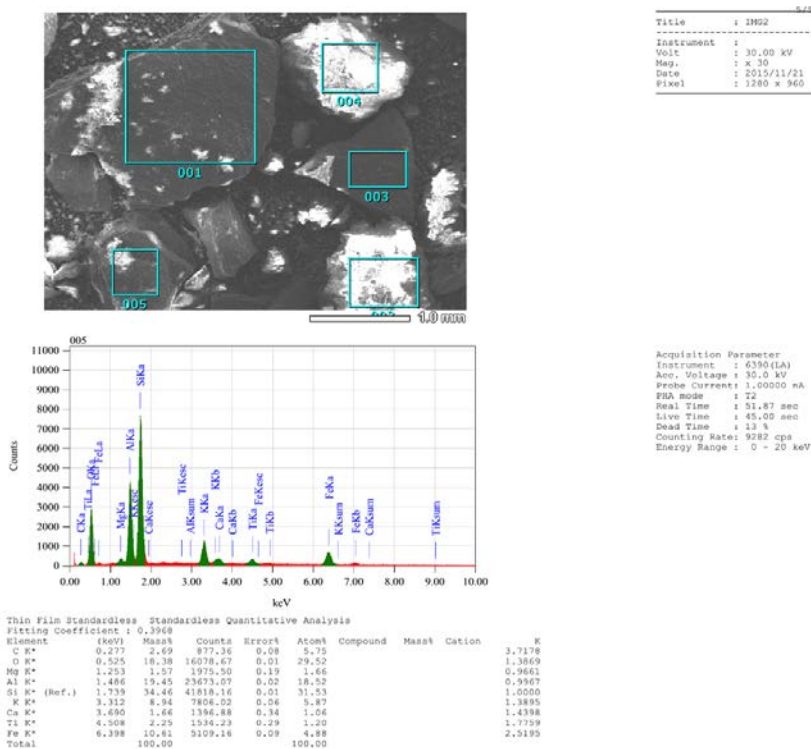 5/5
Title : IMG2
Instrument :
Volt : 30.00 kV
Mag. : x 30
Date : 2015/11/21
Pixel : 1280 x 960
001
004
003
005
002
1.0 mm
005
11000
10000
9000
8000
7000
6000
5000
4000
3000
2000
1000
0
Counts
CKa
TiLa
OKa
FeLl
FeLa
MgKa
AlKa
KKesc
SiKa
CaKesc
TiKesc
AlKsum
KKa
KKb
CaKa
CaKb
TiKa
FeKesc
TiKb
FeKa
KKsum
FeKb
CaKsum
TiKsum
0.00 1.00 2.00 3.00 4.00 5.00 6.00 7.00 8.00 9.00 10.00
keV
Acquisition Parameter
Instrument : 6390(LA)
Acc. Voltage : 30.0 kV
Probe Current: 1.00000 nA
PHA mode : T2
Real Time : 51.87 sec
Live Time : 45.00 sec
Dead Time : 13 %
Counting Rate: 9282 cps
Energy Range : 0 - 20 keV
Thin Film Standardless Standardless Quantitative Analysis
Fitting Coefficient : 0.3968
Element (keV) Mass% Counts Error% Atom% Compound Mass% Cation K
C K* 0.277 2.69 877.36 0.08 5.75 3.7178
O K* 0.525 18.38 16078.67 0.01 29.52 1.3869
Mg K* 1.253 1.57 1975.50 0.19 1.66 0.9661
Al K* 1.486 19.45 23673.07 0.02 18.52 0.9967
Si K* (Ref.) 1.739 34.46 41818.16 0.01 31.53 1.0000
K K* 3.312 8.94 7806.02 0.06 5.87 1.3895
Ca K* 3.690 1.66 1396.88 0.34 1.06 1.4398
Ti K* 4.508 2.25 1534.23 0.29 1.20 1.7759
Fe K* 6.398 10.61 5109.16 0.09 4.88 2.5195
Total 100.00 100.00